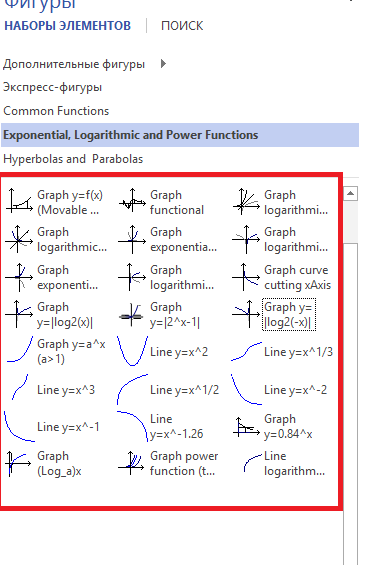 Фигуры
НАБОРЫ ЭЛЕМЕНТОВ ПОИСК
Дополнительные фигуры
Экспресс-фигуры
Common Functions
Exponential, Logarithmic and Power Functions
Hyperbolas and Parabolas
Graph y=f(x) (Movable ...
Graph functional
Graph logarithmi...
Graph logarithmic...
Graph exponentia...
Graph logarithmi...
Graph exponenti...
Graph logarithmi...
Graph curve cutting xAxis
Graph y=|log2(x)|
Graph y=|2^x-1|
Graph y= |log2(-x)|
Graph y=a^x (a>1)
Line y=x^2
Line y=x^1/3
Line y=x^3
Line y=x^1/2
Line y=x^-2
Line y=x^-1
Line y=x^-1.26
Graph y=0.84^x
Graph (Log_a)x
Graph power function (t...
Line logarithm...